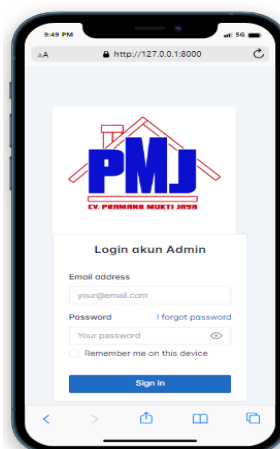 9:49 PM
5G
AA
http://127.0.0.1:8000
PMJ
CV. PRAMANA MUKTI JAYA
Login akun Admin
Email address
your@email.com
Password I forgot password
Your password
Remember me on this device
Sign in